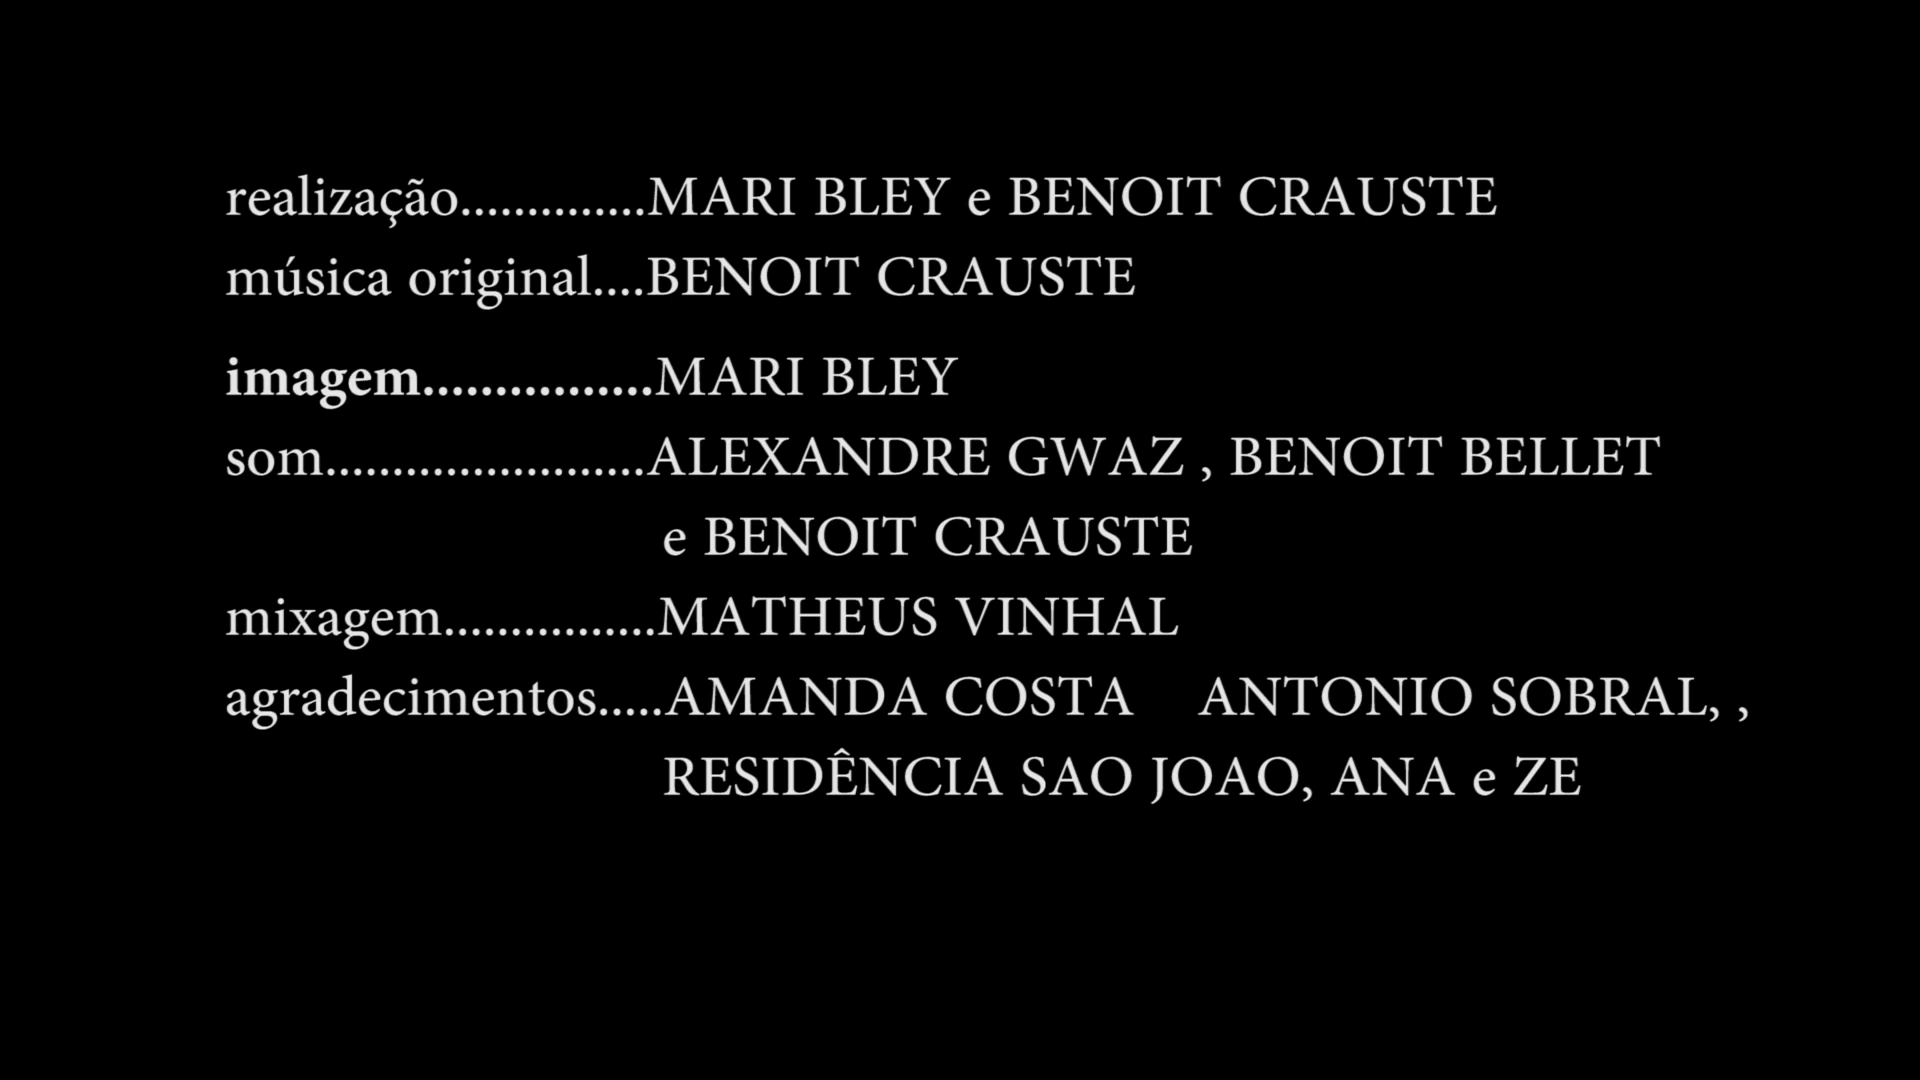 realização..............MARI BLEY e BENOIT CRAUSTE
música original....BENOIT CRAUSTE
imagem................MARI BLEY
som........................ALEXANDRE GWAZ , BENOIT BELLET
e BENOIT CRAUSTE
mixagem................MATHEUS VINHAL
agradecimentos.....AMANDA COSTA    ANTONIO SOBRAL, ,
RESIDÊNCIA SAO JOAO, ANA e ZE